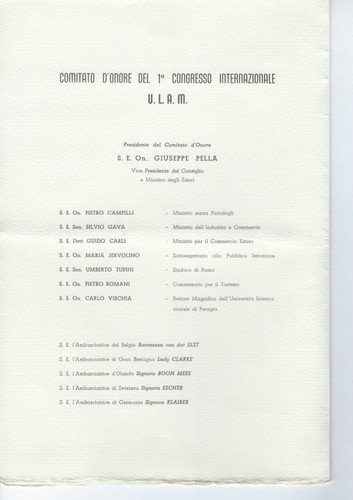 COMITATO D'ONORE DEL 1° CONGRESSO INTERNAZIONALE
U. L. A. M.
Presidente del Comitato d'Onore
S. E. On. GIUSEPPE PELLA
Vice Presidente del Consiglio
e Ministro degli Esteri
S. E. On. PIETRO CAMPILLI - Ministro senza Portafogli
S. E. Sen. SILVIO GAVA - Ministro dell'Industria e Commercio
S. E. Dott. GUIDO CARLI - Ministro per il Commercio Estero
S. E. On. MARIA JERVOLINO - Sottosegretario alla Pubblica Istruzione
S. E. Sen. UMBERTO TUPINI - Sindaco di Roma
S. E. On. PIETRO ROMANI - Commissario per il Turismo
S. E. On. CARLO VISCHIA - Rettore Magnifico dell'Università Interna-
zionale di Perugia
S. E. l'Ambasciatrice del Belgio Baronessa van der ELST
S. E. l'Ambasciatrice di Gran Bretagna Lady CLARKE
S. E. l'Ambasciatrice d'Olanda Signora BOON MEES
S. E. l'Ambasciatrice di Svizzera Signora ESCHER
S. E. l'Ambasciatrice di Germania Signora KLAIBER